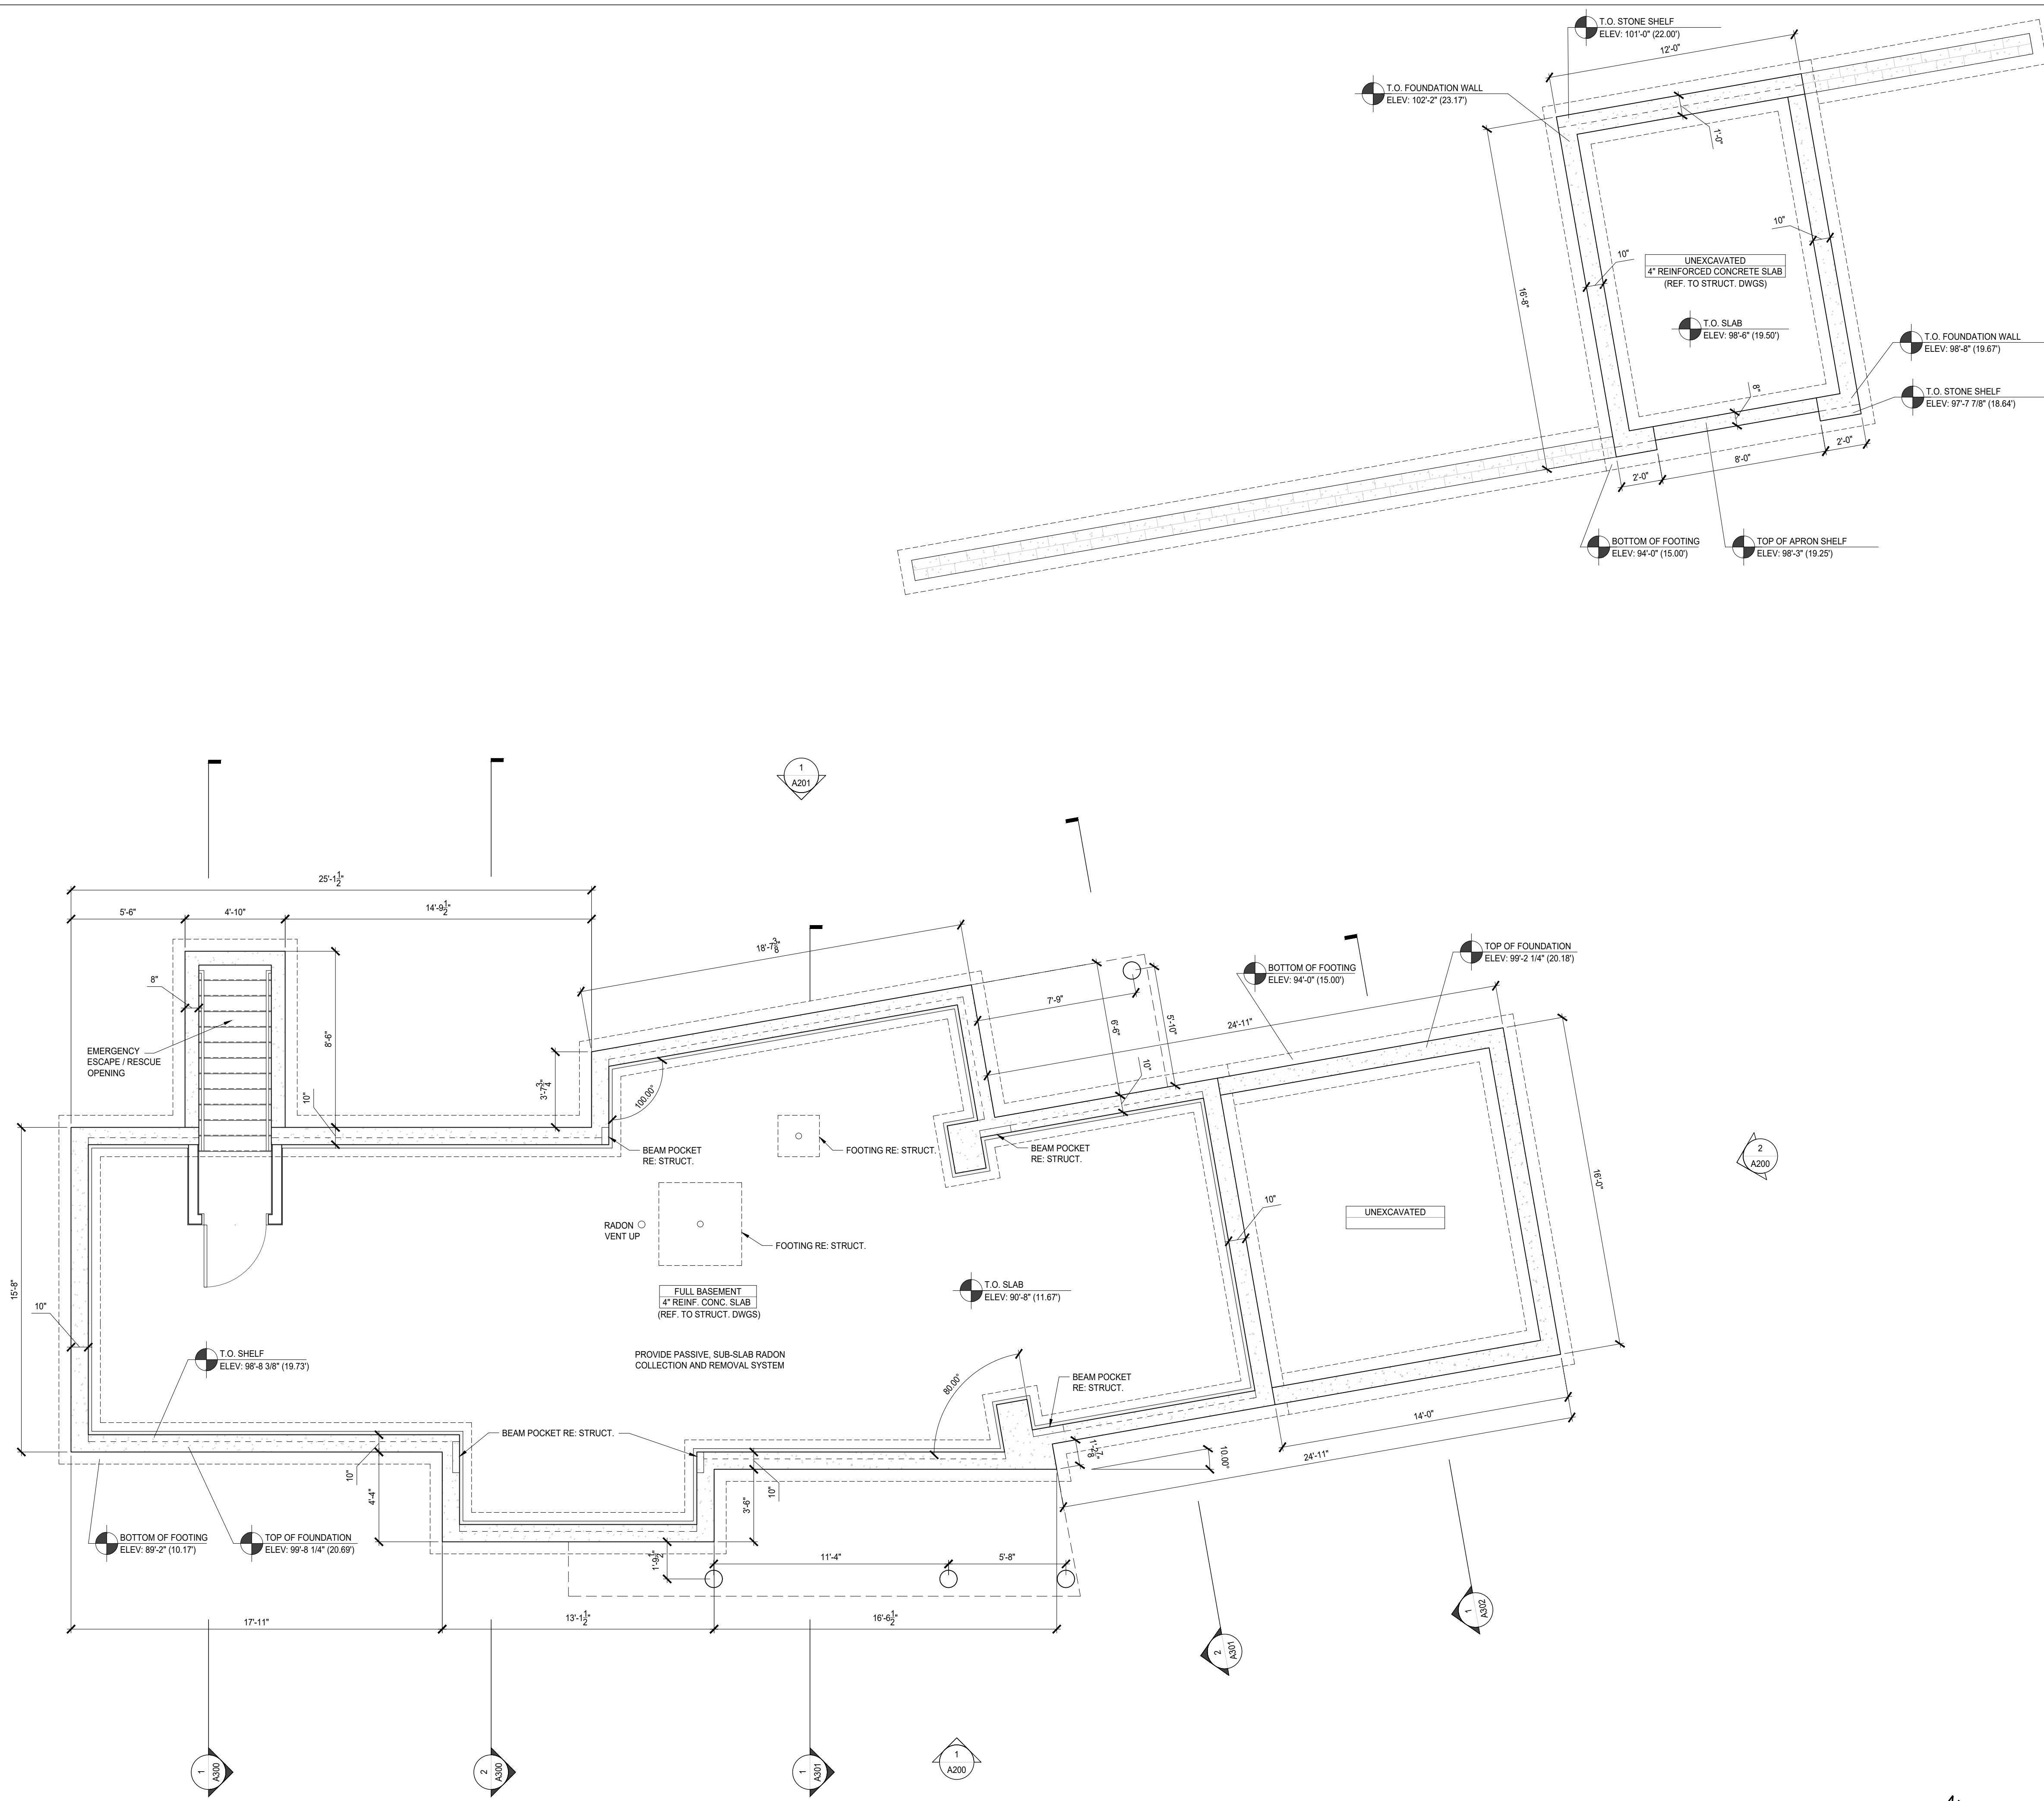 T.O. STONE SHELF
ELEV: 101'-0" (22.00')
12'-0"
T.O. FOUNDATION WALL
ELEV: 102'-2" (23.17')
1'-0"
10"
10"
UNEXCAVATED
4" REINFORCED CONCRETE SLAB
(REF. TO STRUCT. DWGS)
16'-8"
T.O. SLAB
ELEV: 98'-6" (19.50')
T.O. FOUNDATION WALL
ELEV: 98'-8" (19.67')
8"
T.O. STONE SHELF
ELEV: 97'-7 7/8" (18.64')
2'-0"
8'-0"
2'-0"
BOTTOM OF FOOTING
ELEV: 94'-0" (15.00')
TOP OF APRON SHELF
ELEV: 98'-3" (19.25')
1
A201
25'-1 1/2"
5'-6"
4'-10"
14'-9 1/2"
18'-7 3/8"
TOP OF FOUNDATION
ELEV: 99'-2 1/4" (20.18')
BOTTOM OF FOOTING
ELEV: 94'-0" (15.00')
8"
7'-9"
6'-6"
5'-10"
24'-11"
EMERGENCY
ESCAPE / RESCUE
OPENING
8'-6"
10"
3'-7 3/4"
100.00°
10"
BEAM POCKET
RE: STRUCT.
FOOTING RE: STRUCT.
BEAM POCKET
RE: STRUCT.
2
A200
16'-0"
10"
UNEXCAVATED
RADON
VENT UP
FOOTING RE: STRUCT.
15'-8"
FULL BASEMENT
4" REINF. CONC. SLAB
(REF. TO STRUCT. DWGS)
T.O. SLAB
ELEV: 90'-8" (11.67')
10"
T.O. SHELF
ELEV: 98'-8 3/8" (19.73')
PROVIDE PASSIVE, SUB-SLAB RADON
COLLECTION AND REMOVAL SYSTEM
80.00°
BEAM POCKET
RE: STRUCT.
14'-0"
24'-11"
BEAM POCKET RE: STRUCT.
1'-2 7/8"
10.00°
10"
4'-4"
10"
3'-6"
BOTTOM OF FOOTING
ELEV: 89'-2" (10.17')
TOP OF FOUNDATION
ELEV: 99'-8 1/4" (20.69')
1'-9 1/2"
11'-4"
5'-8"
17'-11"
13'-1 1/2"
16'-6 1/2"
1
A302
2
A301
1
A300
2
A300
1
A301
1
A200